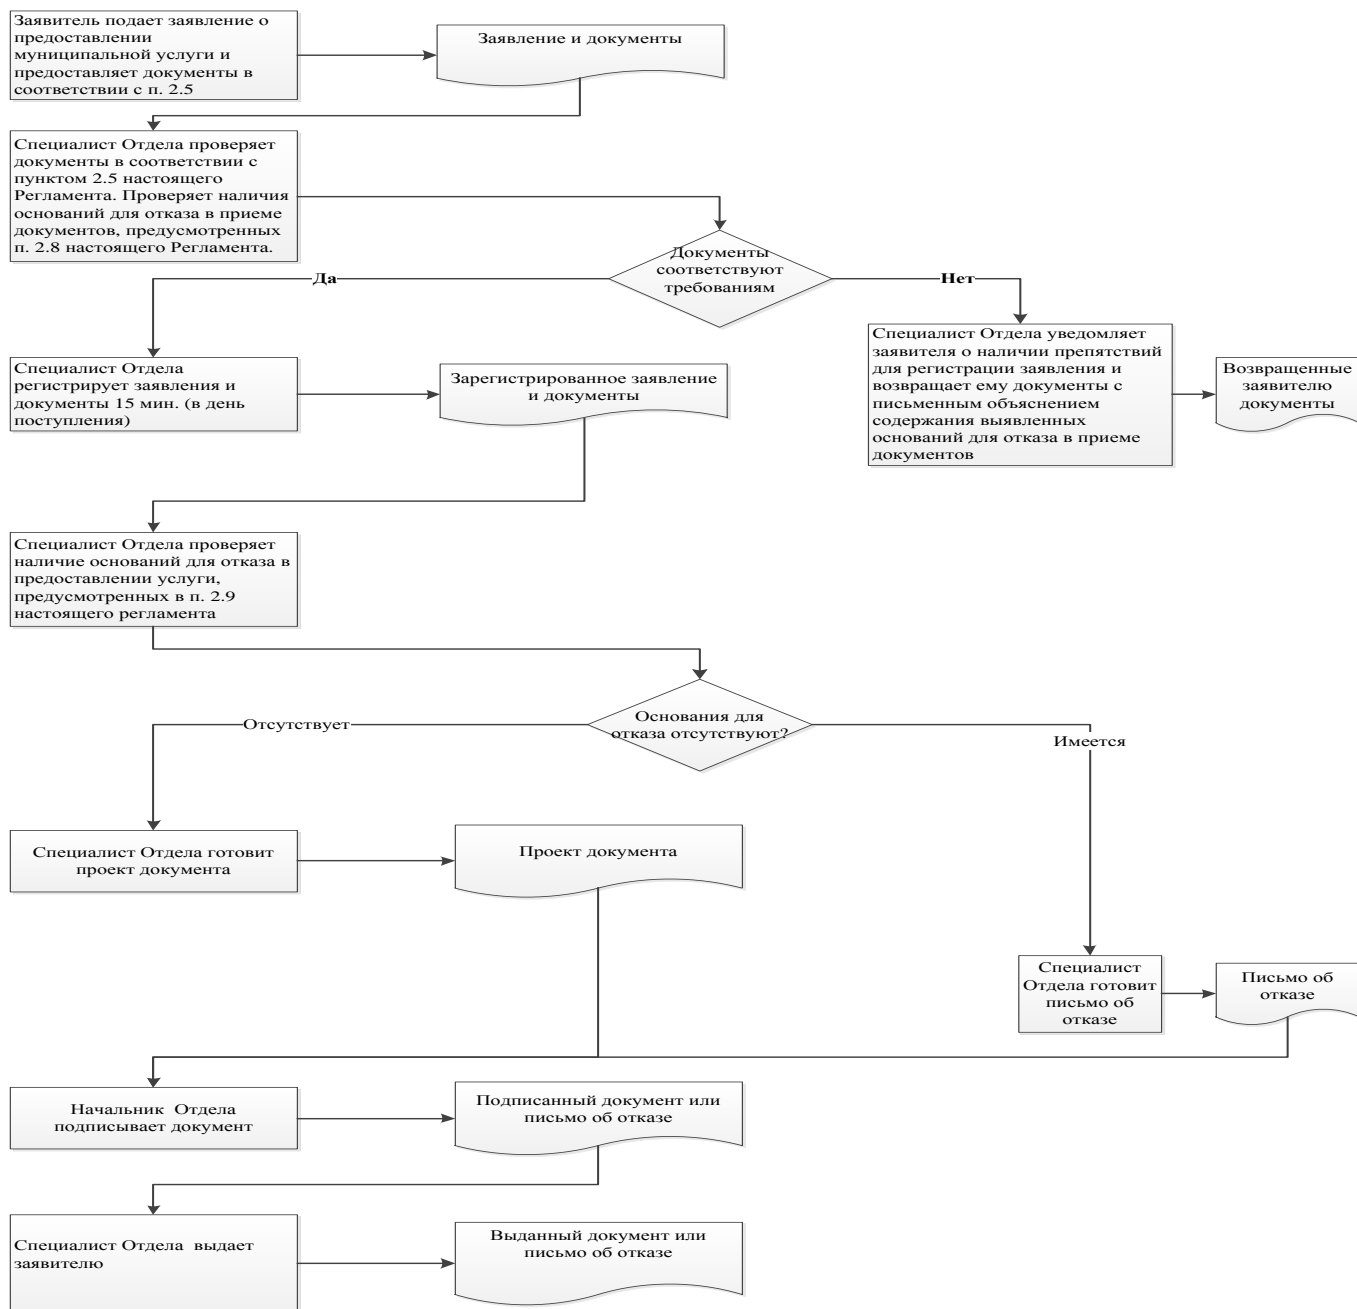 Заявитель подает заявление о
предоставлении
муниципальной услуги и
предоставляет документы в
соответствии с п. 2.5
Заявление и документы
Специалист Отдела проверяет
документы в соответствии с
пунктом 2.5 настоящего
Регламента. Проверяет наличия
оснований для отказа в приеме
документов, предусмотренных
п. 2.8 настоящего Регламента.
Документы
соответствуют
требованиям
Да
Нет
Специалист Отдела
регистрирует заявления и
документы 15 мин. (в день
поступления)
Зарегистрированное заявление
и документы
Специалист Отдела уведомляет
заявителя о наличии препятствий
для регистрации заявления и
возвращает ему документы с
письменным объяснением
содержания выявленных
оснований для отказа в приеме
документов
Возвращенные
заявителю
документы
Специалист Отдела проверяет
наличие оснований для отказа в
предоставлении услуги,
предусмотренных в п. 2.9
настоящего регламента
Основания для
отказа отсутствуют?
Отсутствует
Имеется
Специалист Отдела готовит
проект документа
Проект документа
Специалист
Отдела готовит
письмо об
отказе
Письмо об
отказе
Начальник  Отдела
подписывает документ
Подписанный документ или
письмо об отказе
Специалист Отдела  выдает
заявителю
Выданный документ или
письмо об отказе